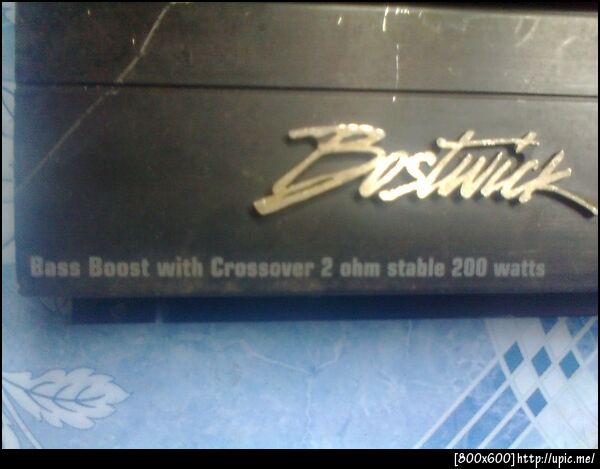 Bostwick
Bass Boost with Crossover 2 ohm stable 200 watts
[800x600]http://upic.me/